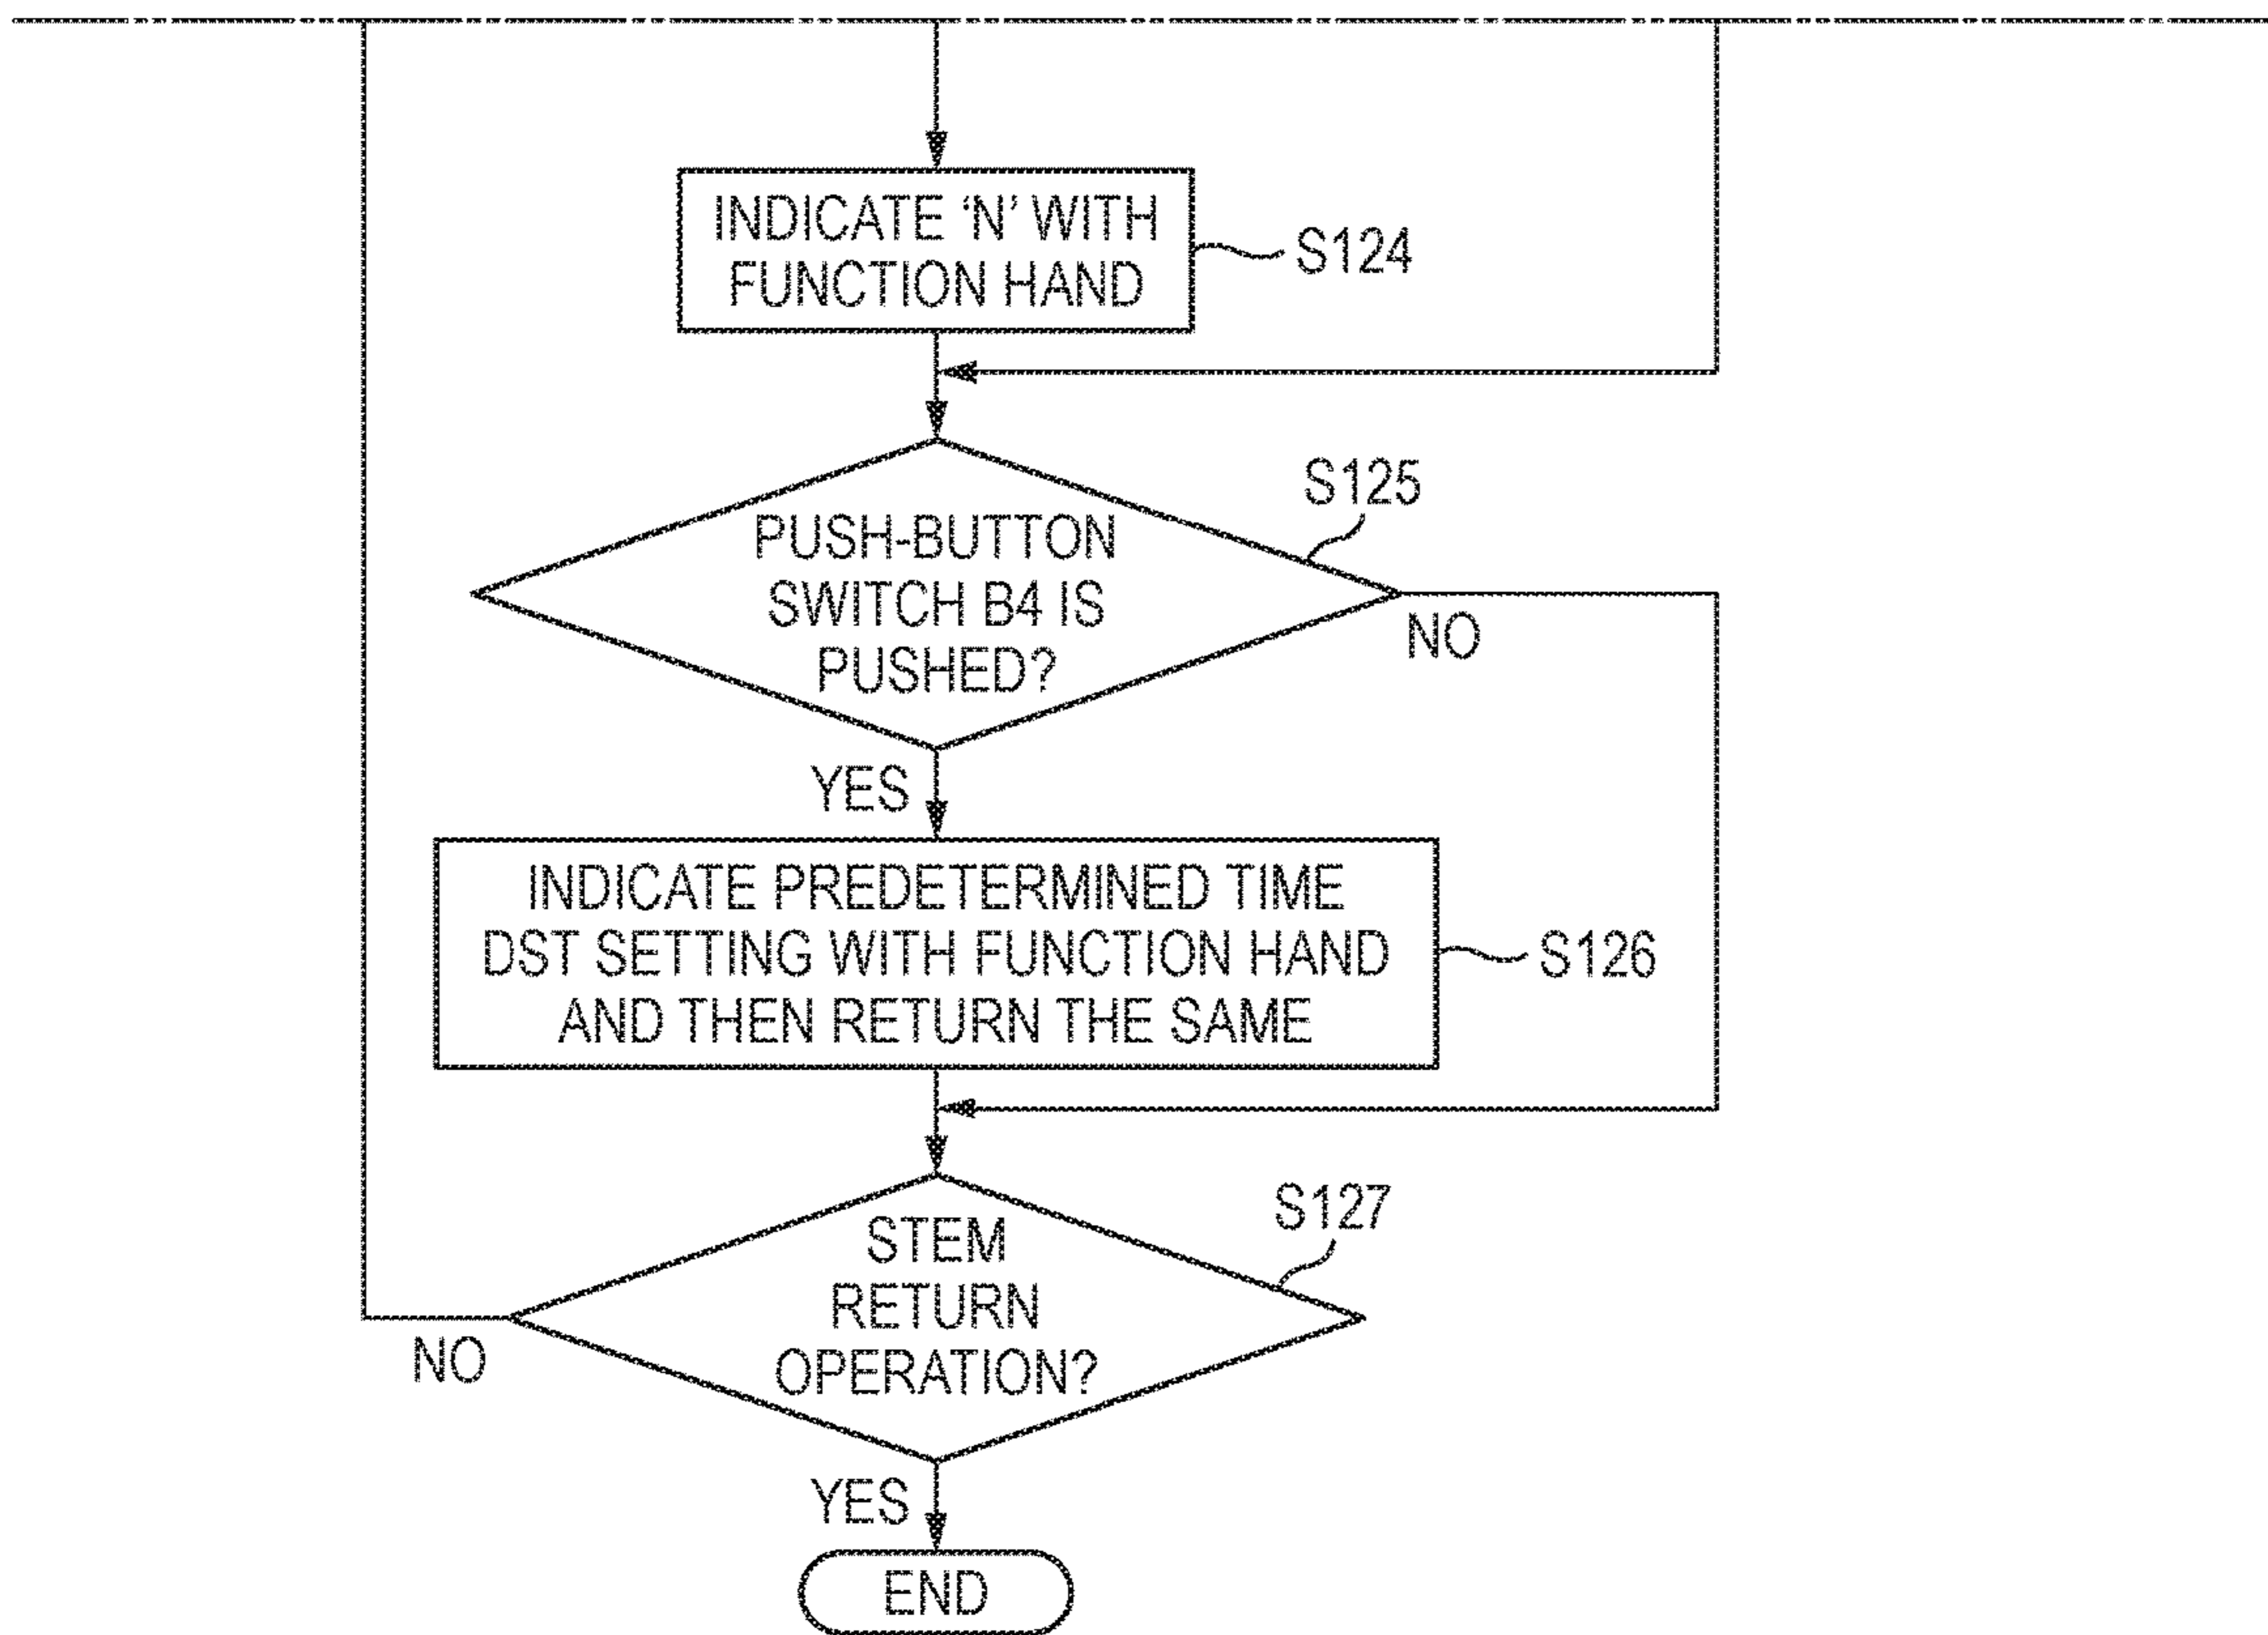 INDICATE ‘N’ WITH
FUNCTION HAND
S124
S125
PUSH-BUTTON
SWITCH B4 IS
PUSHED?
NO
YES
INDICATE PREDETERMINED TIME
DST SETTING WITH FUNCTION HAND
AND THEN RETURN THE SAME
S126
S127
STEM
RETURN
OPERATION?
NO
YES
END